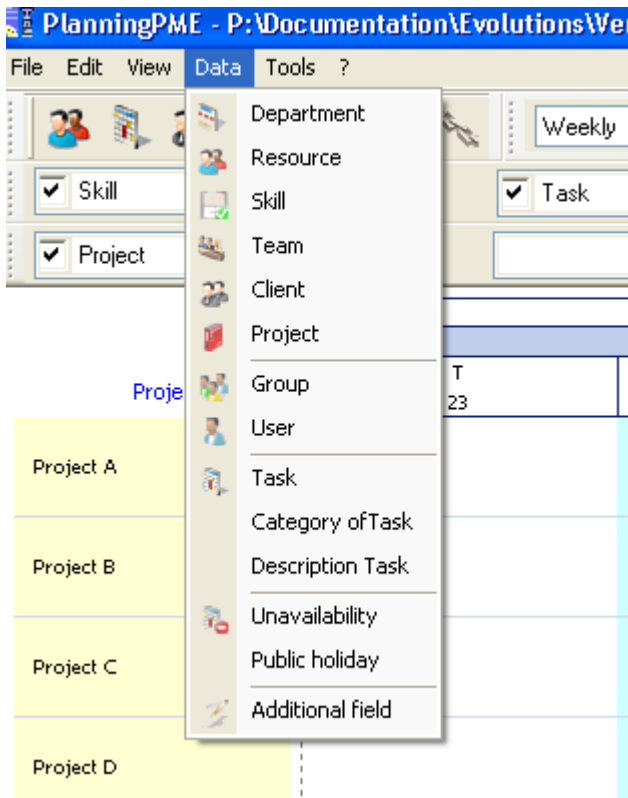 PlanningPME - P:\Documentation\Evolutions\Ve
File Edit View Data Tools ?
Weekly
Skill
Task
Project
Department
Resource
Skill
Team
Client
Project
Group
User
Task
Category ofTask
Description Task
Unavailability
Public holiday
Additional field
T
Proje 23
Project A
Project B
Project C
Project D